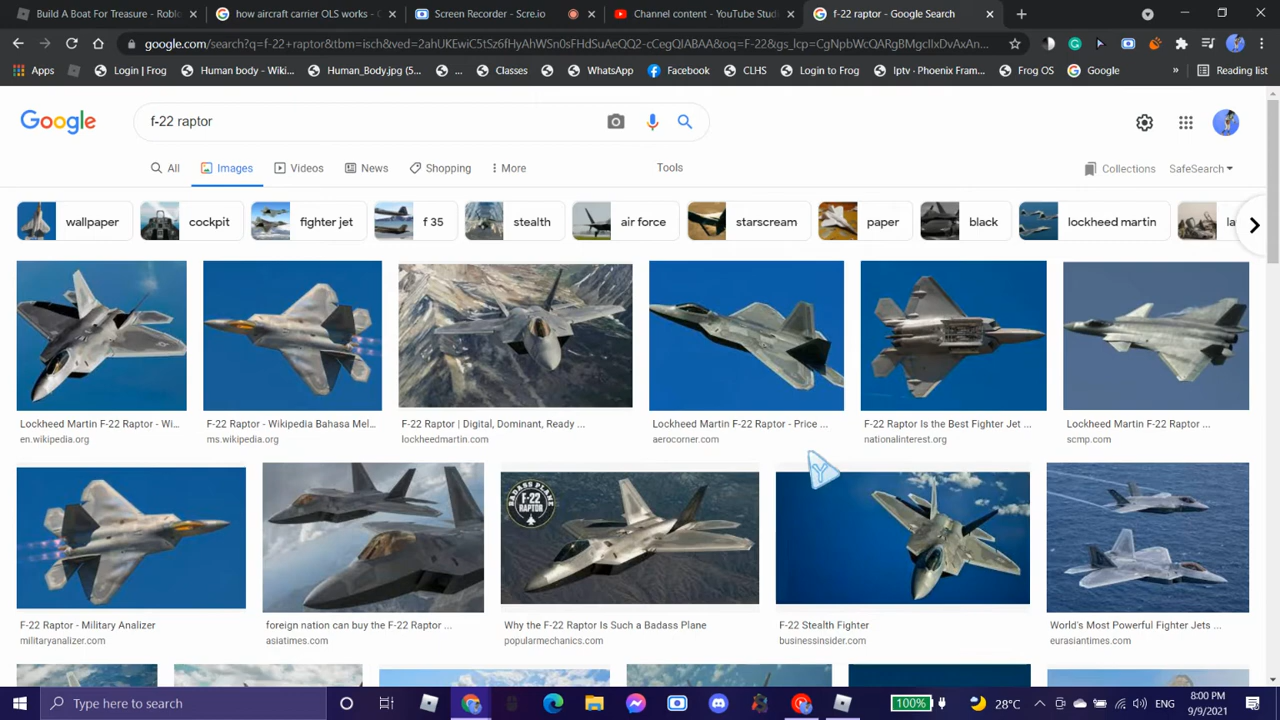 Build A Boat For Treasure - Roblo
how aircraft carrier OLS works -
Screen Recorder - Scre.io
Channel content - YouTube Studi
f-22 raptor - Google Search
google.com/search?q=f-22+raptor&tbm=isch&ved=2ahUKEwiC5tSz6fHyAhWSn0sFHdSuAeQQ2-cCegQIABAA&oq=F-22&gs_lcp=CgNpbWcQARgBMgcIIxDvAxAn...
Apps
Login | Frog
Human body - Wiki...
Human_Body.jpg (5...
...
Classes
WhatsApp
Facebook
CLHS
Login to Frog
Iptv - Phoenix Fram...
Frog OS
Google
»
Reading list
Google
f-22 raptor
All
Images
Videos
News
Shopping
More
Tools
Collections
SafeSearch
wallpaper
cockpit
fighter jet
f 35
stealth
air force
starscream
paper
black
lockheed martin
Lockheed Martin F-22 Raptor - Wi...
en.wikipedia.org
F-22 Raptor - Wikipedia Bahasa Mel...
ms.wikipedia.org
F-22 Raptor | Digital, Dominant, Ready ...
lockheedmartin.com
Lockheed Martin F-22 Raptor - Price ...
aerocorner.com
F-22 Raptor Is the Best Fighter Jet ...
nationalinterest.org
Lockheed Martin F-22 Raptor ...
scmp.com
Y
BADASS PLANE
F-22
RAPTOR
F-22 Raptor - Military Analizer
militaryanalizer.com
foreign nation can buy the F-22 Raptor ...
asiatimes.com
Why the F-22 Raptor Is Such a Badass Plane
popularmechanics.com
F-22 Stealth Fighter
businessinsider.com
World's Most Powerful Fighter Jets ...
eurasiantimes.com
Type here to search
100%
28°C
ENG
8:00 PM
9/9/2021